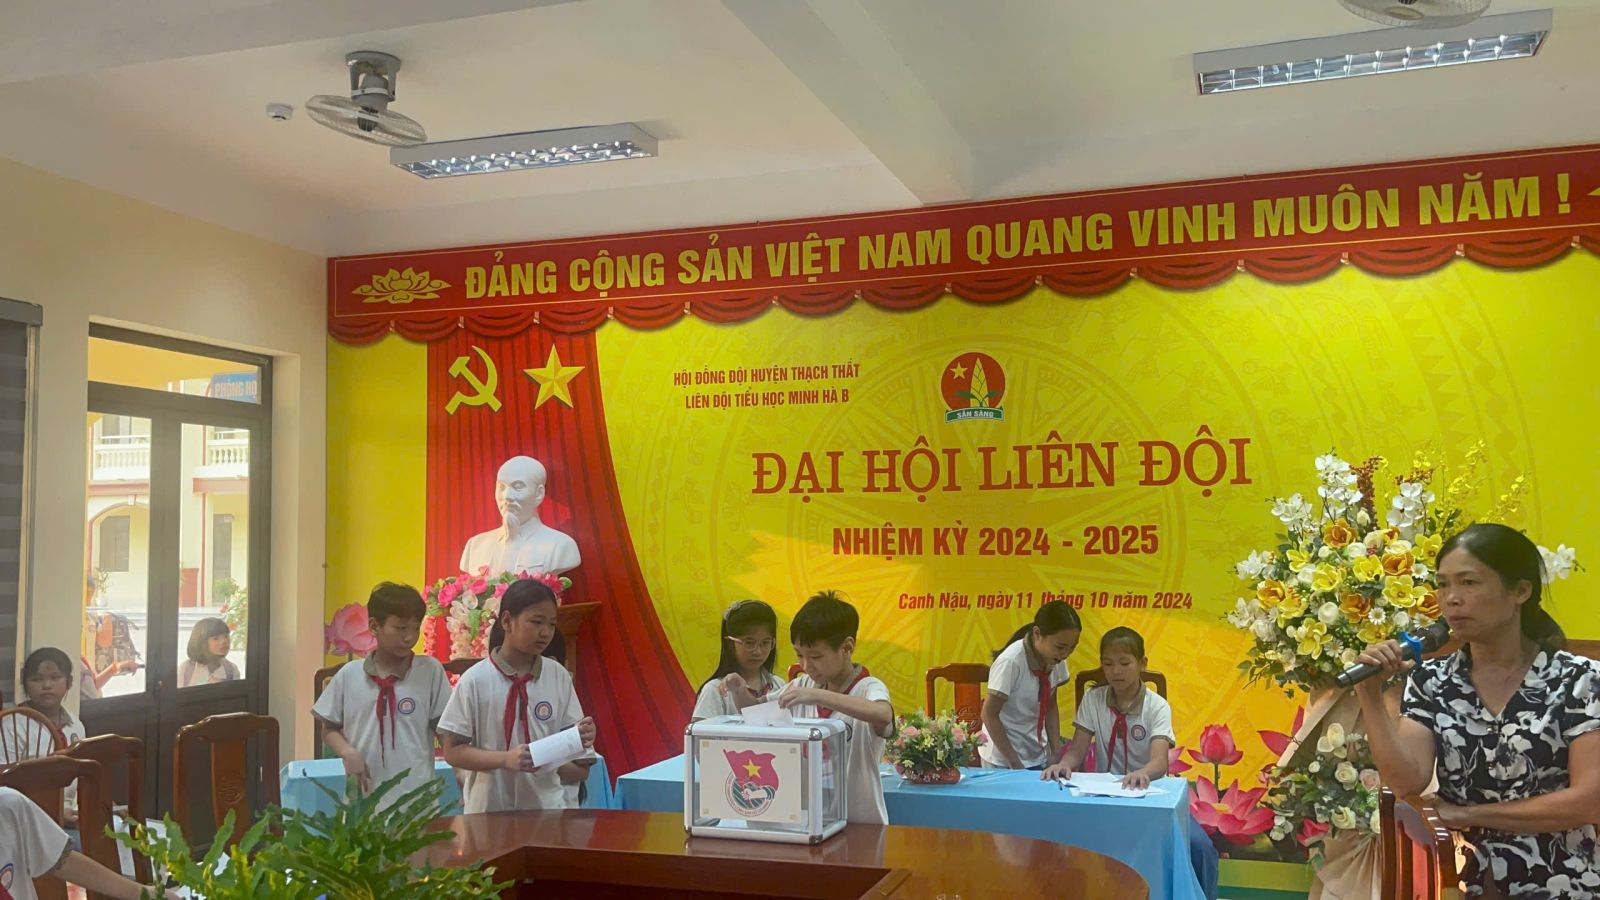 ĐẢNG CỘNG SẢN VIỆT NAM QUANG VINH MUÔN NĂM !
HỘI ĐỒNG ĐỘI HUYỆN THẠCH THẤT
LIÊN ĐỘI TIỂU HỌC MINH HÀ B
SẴN SÀNG
ĐẠI HỘI LIÊN ĐỘI
NHIỆM KỲ 2024 - 2025
Canh Nậu, ngày 11 tháng 10 năm 2024
PHÒNG HỌ